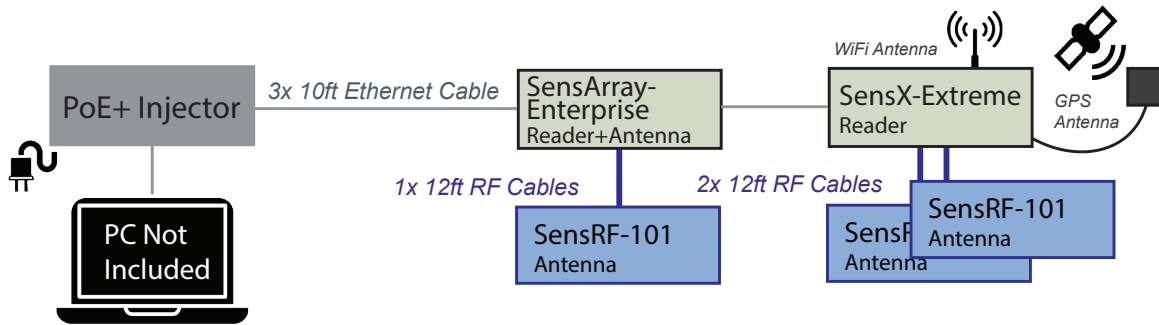 WiFi Antenna
PoE+ Injector
3x 10ft Ethernet Cable
SensArray-
Enterprise
Reader+Antenna
SensX-Extreme
Reader
GPS
Antenna
1x 12ft RF Cables
2x 12ft RF Cables
PC Not
Included
SensRF-101
Antenna
SensRF-101
Antenna
Sens
Antenna